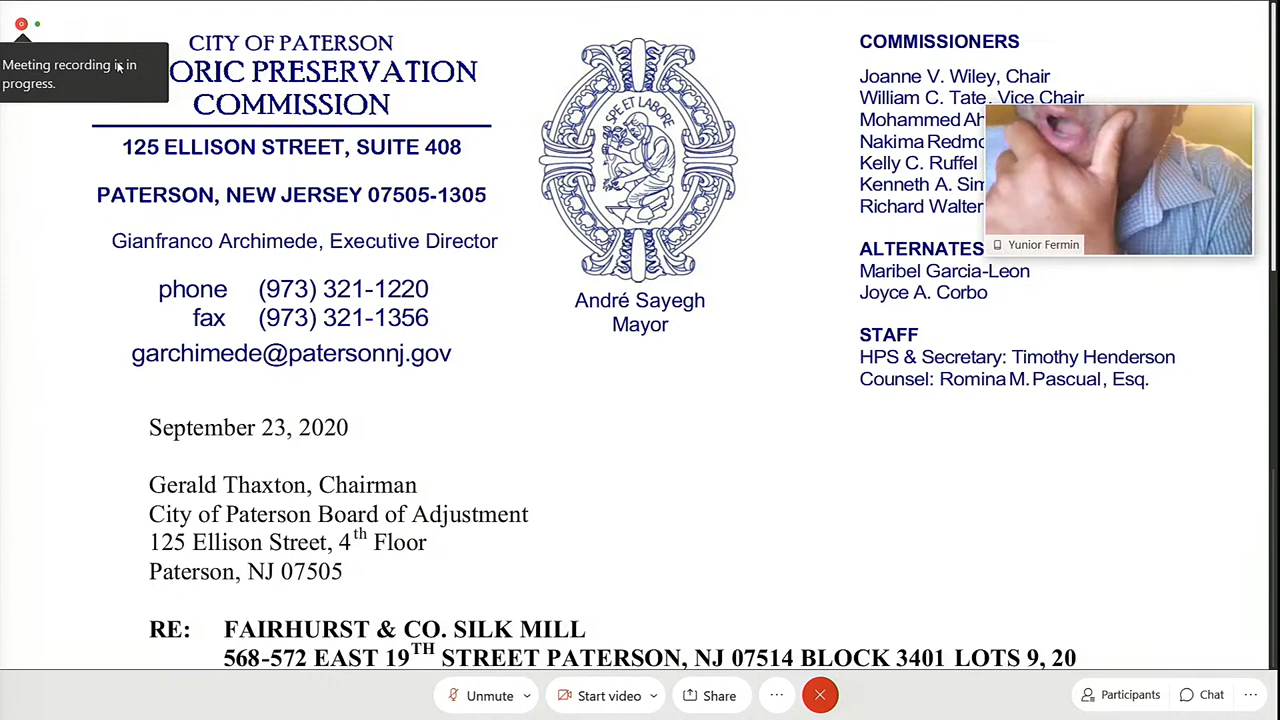 Meeting recording is in
progress.
CITY OF PATERSON
ORIC PRESERVATION
COMMISSION
125 ELLISON STREET, SUITE 408
PATERSON, NEW JERSEY 07505-1305
Gianfranco Archimede, Executive Director
phone (973) 321-1220
fax (973) 321-1356
garchimede@patersonnj.gov
SPE ET LABORE
André Sayegh
Mayor
COMMISSIONERS
Joanne V. Wiley, Chair
William C. Tate, Vice Chair
Mohammed Ah
Nakima Redmo
Kelly C. Ruffel
Kenneth A. Sim
Richard Walter
Yunior Fermin
ALTERNATES
Maribel Garcia-Leon
Joyce A. Corbo
STAFF
HPS & Secretary: Timothy Henderson
Counsel: Romina M. Pascual, Esq.
September 23, 2020
Gerald Thaxton, Chairman
City of Paterson Board of Adjustment
125 Ellison Street, 4th Floor
Paterson, NJ 07505
RE: FAIRHURST & CO. SILK MILL
568-572 EAST 19TH STREET PATERSON, NJ 07514 BLOCK 3401 LOTS 9, 20
Unmute
Start video
Share
Participants
Chat